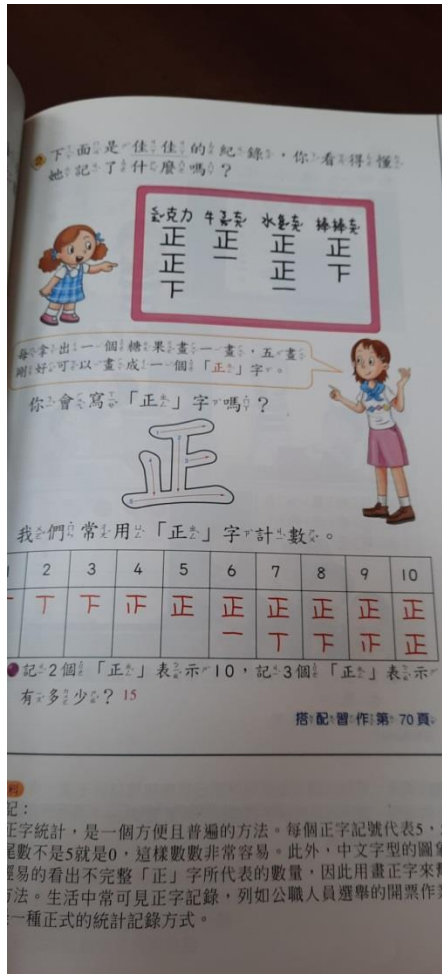 下面是佳佳的紀錄，你看得懂
她記了什麼嗎？
巧克力 牛ㄋㄞ糖 水果糖 棒棒糖
正 正 正 正
正 一 正 下
下 一
每拿出一個糖果畫一畫，五畫
剛好可以畫成一個「正」字。
你會寫「正」字嗎？
正
我們常用「正」字計數。
2 3 4 5 6 7 8 9 10
一 丅 下 正 正 正 正 正 正
一 丅 下 正
記2個「正」表示10，記3個「正」表示
有多少？15
搭配習作第70頁
記：
正字統計，是一個方便且普遍的方法。每個正字記號代表5，
尾數不是5就是0，這樣數數非常容易。此外，中文字型的圖象
易的看出不完整「正」字所代表的數量，因此用畫正字來
方法。生活中常可見正字記錄，列如公職人員選舉的開票作
一種正式的統計記錄方式。